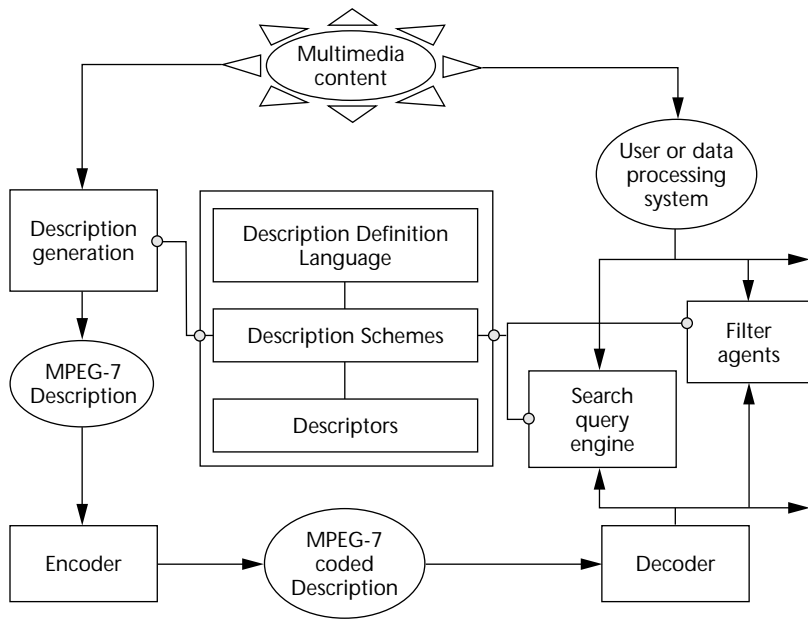 Multimedia
content
User or data
processing
system
Description
generation
Description Definition
Language
Description Schemes
Descriptors
Filter
agents
MPEG-7
Description
Search
query
engine
Encoder
MPEG-7
coded
Description
Decoder